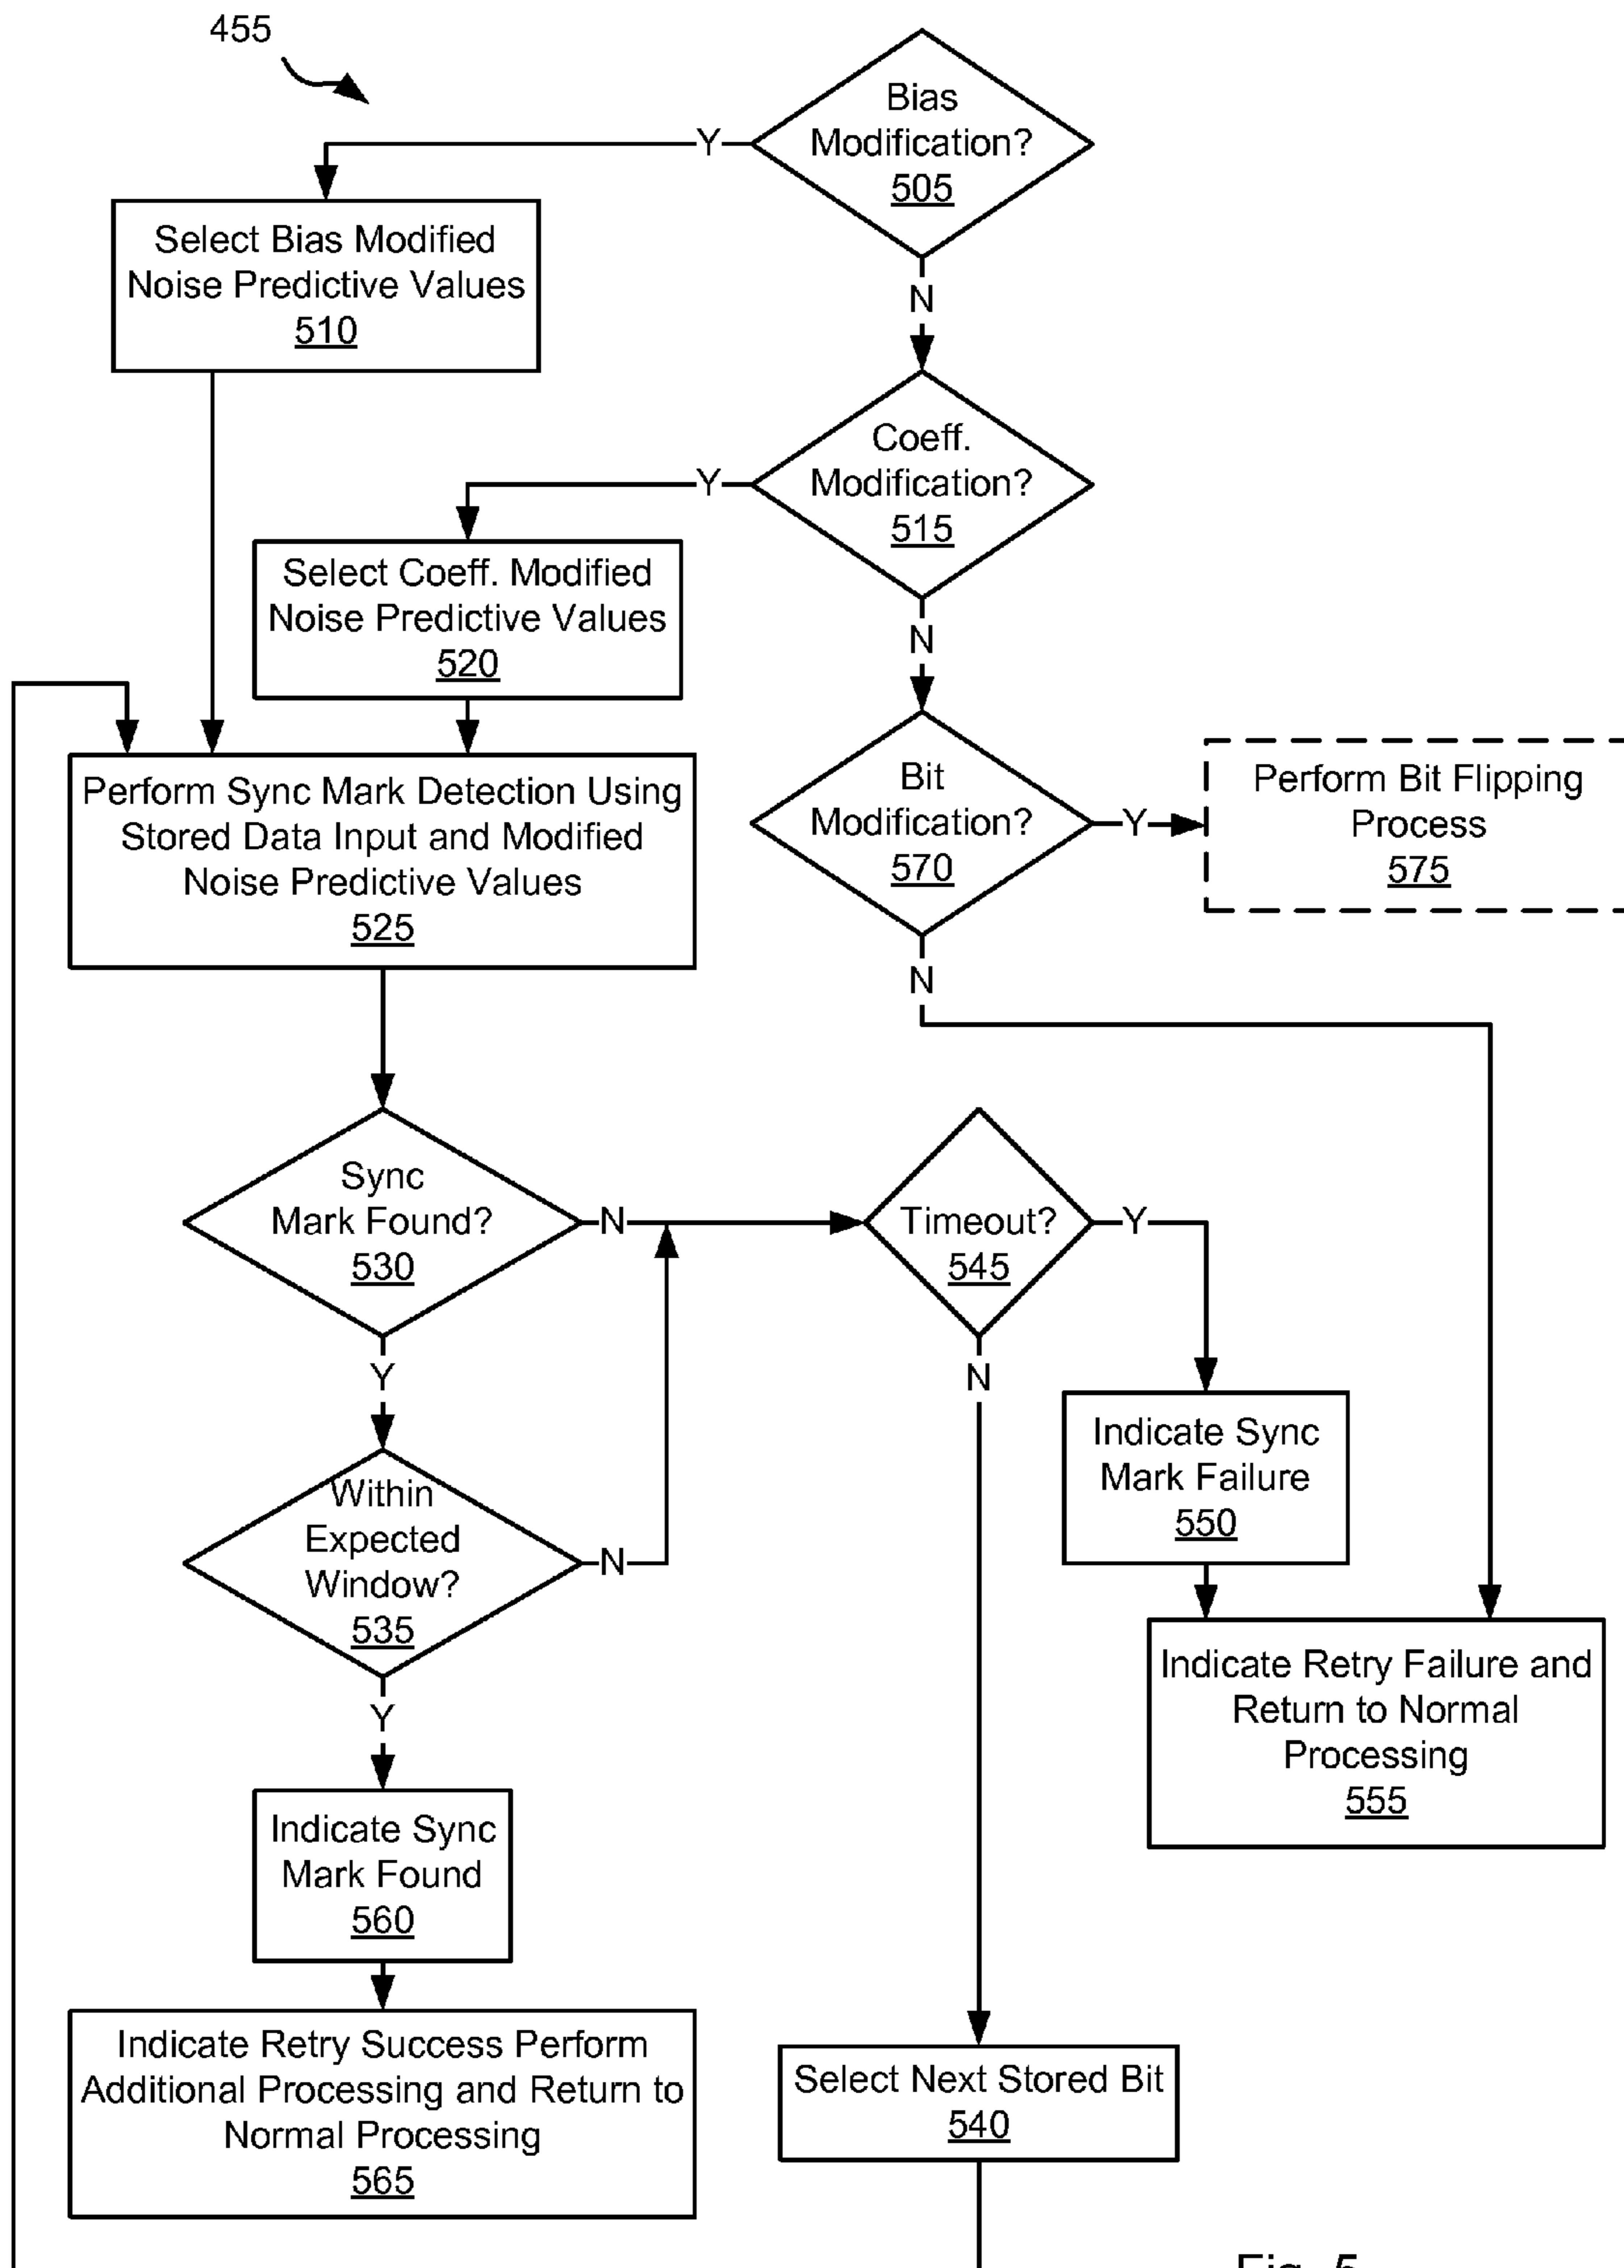 455
Bias
Modification?
505
Y
N
Select Bias Modified
Noise Predictive Values
510
Coeff.
Modification?
515
Y
N
Select Coeff. Modified
Noise Predictive Values
520
Bit
Modification?
570
Y
N
Perform Bit Flipping
Process
575
Perform Sync Mark Detection Using
Stored Data Input and Modified
Noise Predictive Values
525
Sync
Mark Found?
530
N
Y
Timeout?
545
Y
N
Within
Expected
Window?
535
N
Y
Indicate Sync
Mark Failure
550
Indicate Retry Failure and
Return to Normal
Processing
555
Indicate Sync
Mark Found
560
Indicate Retry Success Perform
Additional Processing and Return to
Normal Processing
565
Select Next Stored Bit
540
Fig. 5